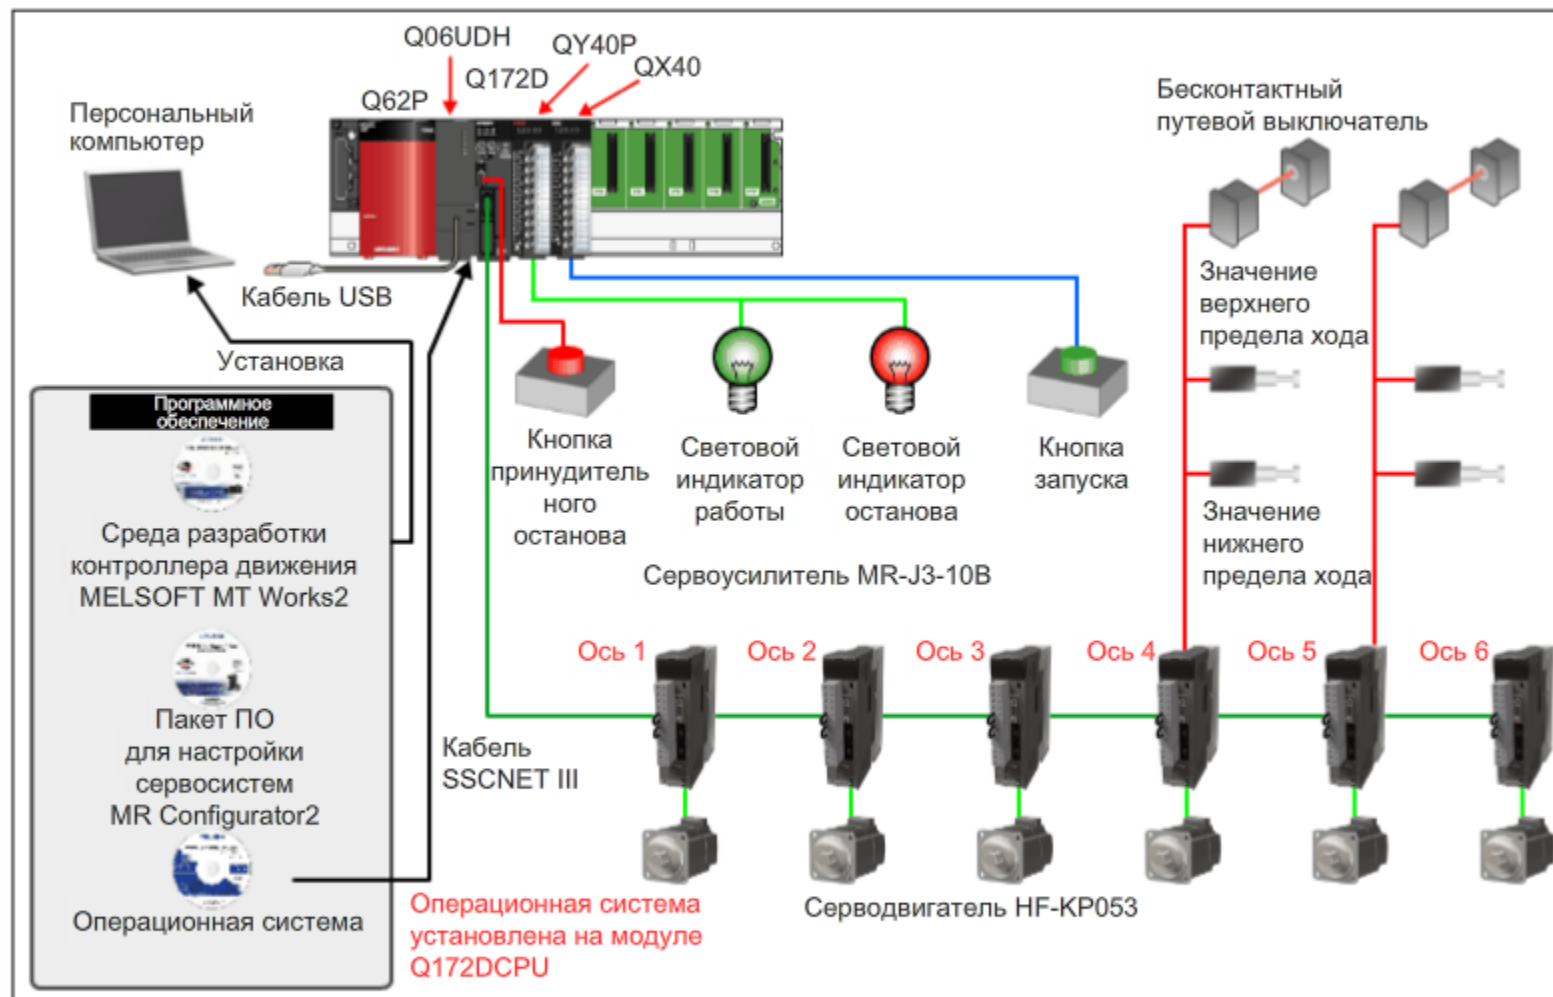 Q06UDH
QY40P
Q172D
QX40
Q62P
Персональный
компьютер
Кабель USB
Установка
Программное
обеспечение
Среда разработки
контроллера движения
MELSOFT MT Works2
Пакет ПО
для настройки
сервосистем
MR Configurator2
Операционная система
Кнопка
принудитель
ного
останова
Световой
индикатор
работы
Световой
индикатор
останова
Кнопка
запуска
Бесконтактный
путевой выключатель
Значение
верхнего
предела хода
Значение
нижнего
предела хода
Сервоусилитель MR-J3-10B
Ось 1
Ось 2
Ось 3
Ось 4
Ось 5
Ось 6
Кабель
SSCNET III
Серводвигатель HF-KP053
Операционная система
установлена на модуле
Q172DCPU